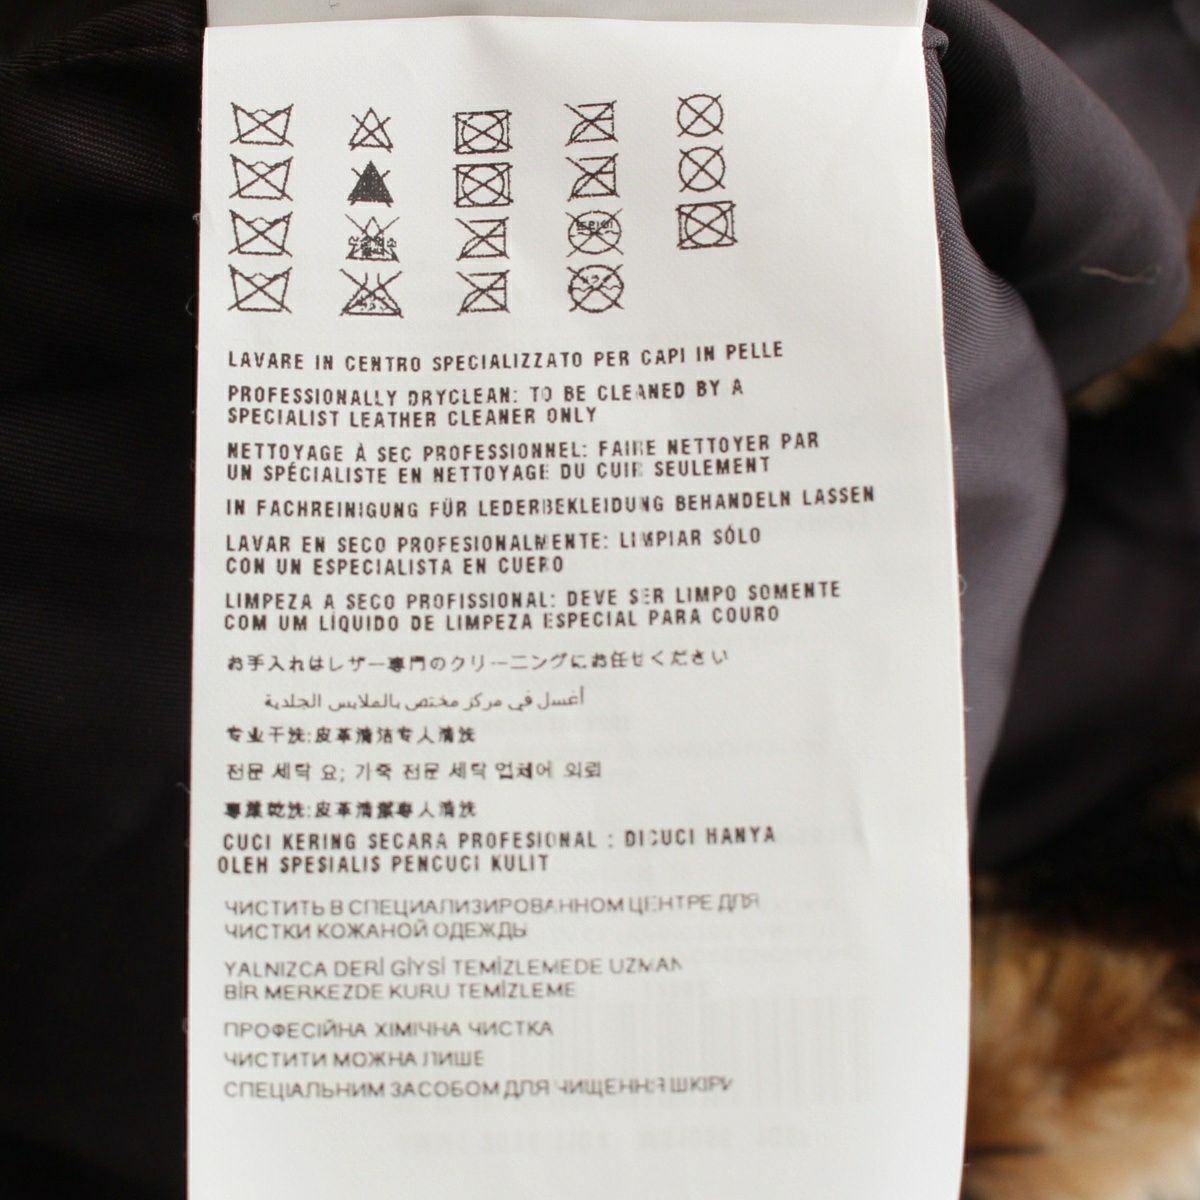 LAVARE IN CENTRO SPECIALIZZATO PER CAPI IN PELLE
PROFESSIONALLY DRYCLEAN: TO BE CLEANED BY A
SPECIALIST LEATHER CLEANER ONLY
NETTOYAGE À SEC PROFESSIONNEL: FAIRE NETTOYER PAR
UN SPÉCIALISTE EN NETTOYAGE DU CUIR SEULEMENT
IN FACHREINIGUNG FÜR LEDERBEKLEIDUNG BEHANDELN LASSEN
LAVAR EN SECO PROFESIONALMENTE: LIMPIAR SÓLO
CON UN ESPECIALISTA EN CUERO
LIMPEZA A SECO PROFISSIONAL: DEVE SER LIMPO SOMENTE
COM UM LÍQUIDO DE LIMPEZA ESPECIAL PARA COURO
お手入れはレザー専門のクリーニングにお任せください
أغسل في مركز مختص بالملابس الجلدية
专业干洗:皮革清洁专人清洗
전문 세탁 요; 가죽 전문 세탁 업체에 의뢰
專業乾洗:皮革清潔專人清洗
CUCI KERING SECARA PROFESIONAL : DICUCI HANYA
OLEH SPESIALIS PENCUCI KULIT
ЧИСТИТЬ В СПЕЦИАЛИЗИРОВАННОМ ЦЕНТРЕ ДЛЯ
ЧИСТКИ КОЖАНОЙ ОДЕЖДЫ
YALNIZCA DERİ GİYSİ TEMİZLEMEDE UZMAN
BİR MERKEZDE KURU TEMİZLEME
ПРОФЕСІЙНА ХІМІЧНА ЧИСТКА
ЧИСТИТИ МОЖНА ЛИШЕ
СПЕЦІАЛЬНИМ ЗАСОБОМ ДЛЯ ЧИЩЕННЯ ШКІРИ